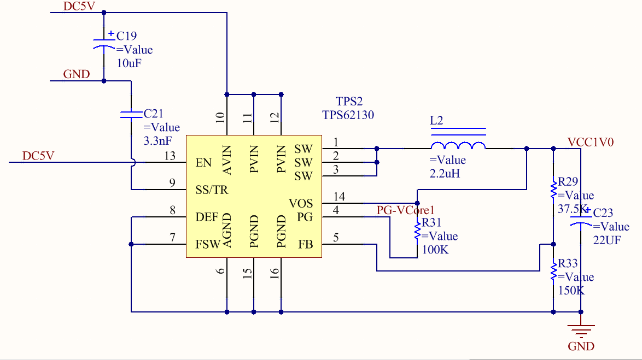 DC5V
C19
=Value
10uF
GND
C21
=Value
3.3nF
DC5V
TPS2
TPS62130
10
11
12
AVIN
PVIN
PVIN
13
EN
9
SS/TR
8
DEF
7
FSW
AGND
PGND
PGND
6
15
16
SW
1
SW
2
SW
3
VOS
14
PG
4
FB
5
L2
=Value
2.2uH
PG-VCore1
R31
=Value
100K
VCC1V0
R29
=Value
37.5K
C23
=Value
22UF
R33
=Value
150K
GND